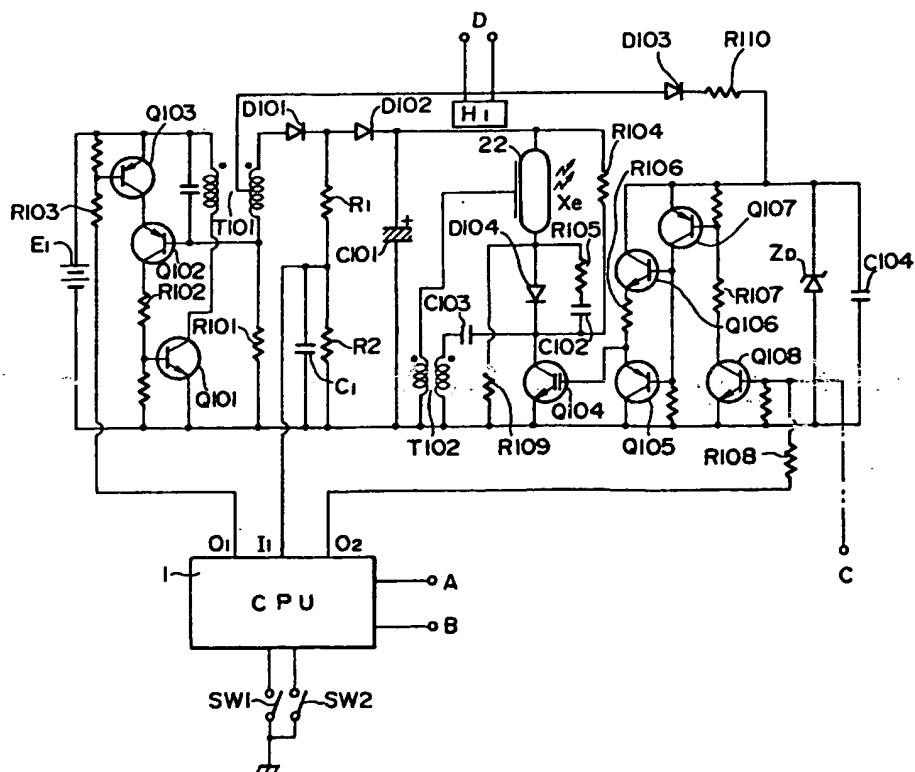 D
D103
R110
Q103
D101
D102
H1
22
R104
R106
Xe
R103
T101
R1
C101
D104
R105
Q107
E1
Q102
ZD
C104
R102
C103
R107
Q106
R101
R2
C102
Q108
Q101
C1
Q104
T102
R109
Q105
R108
O1
I1
O2
1
CPU
A
B
C
SW1
SW2